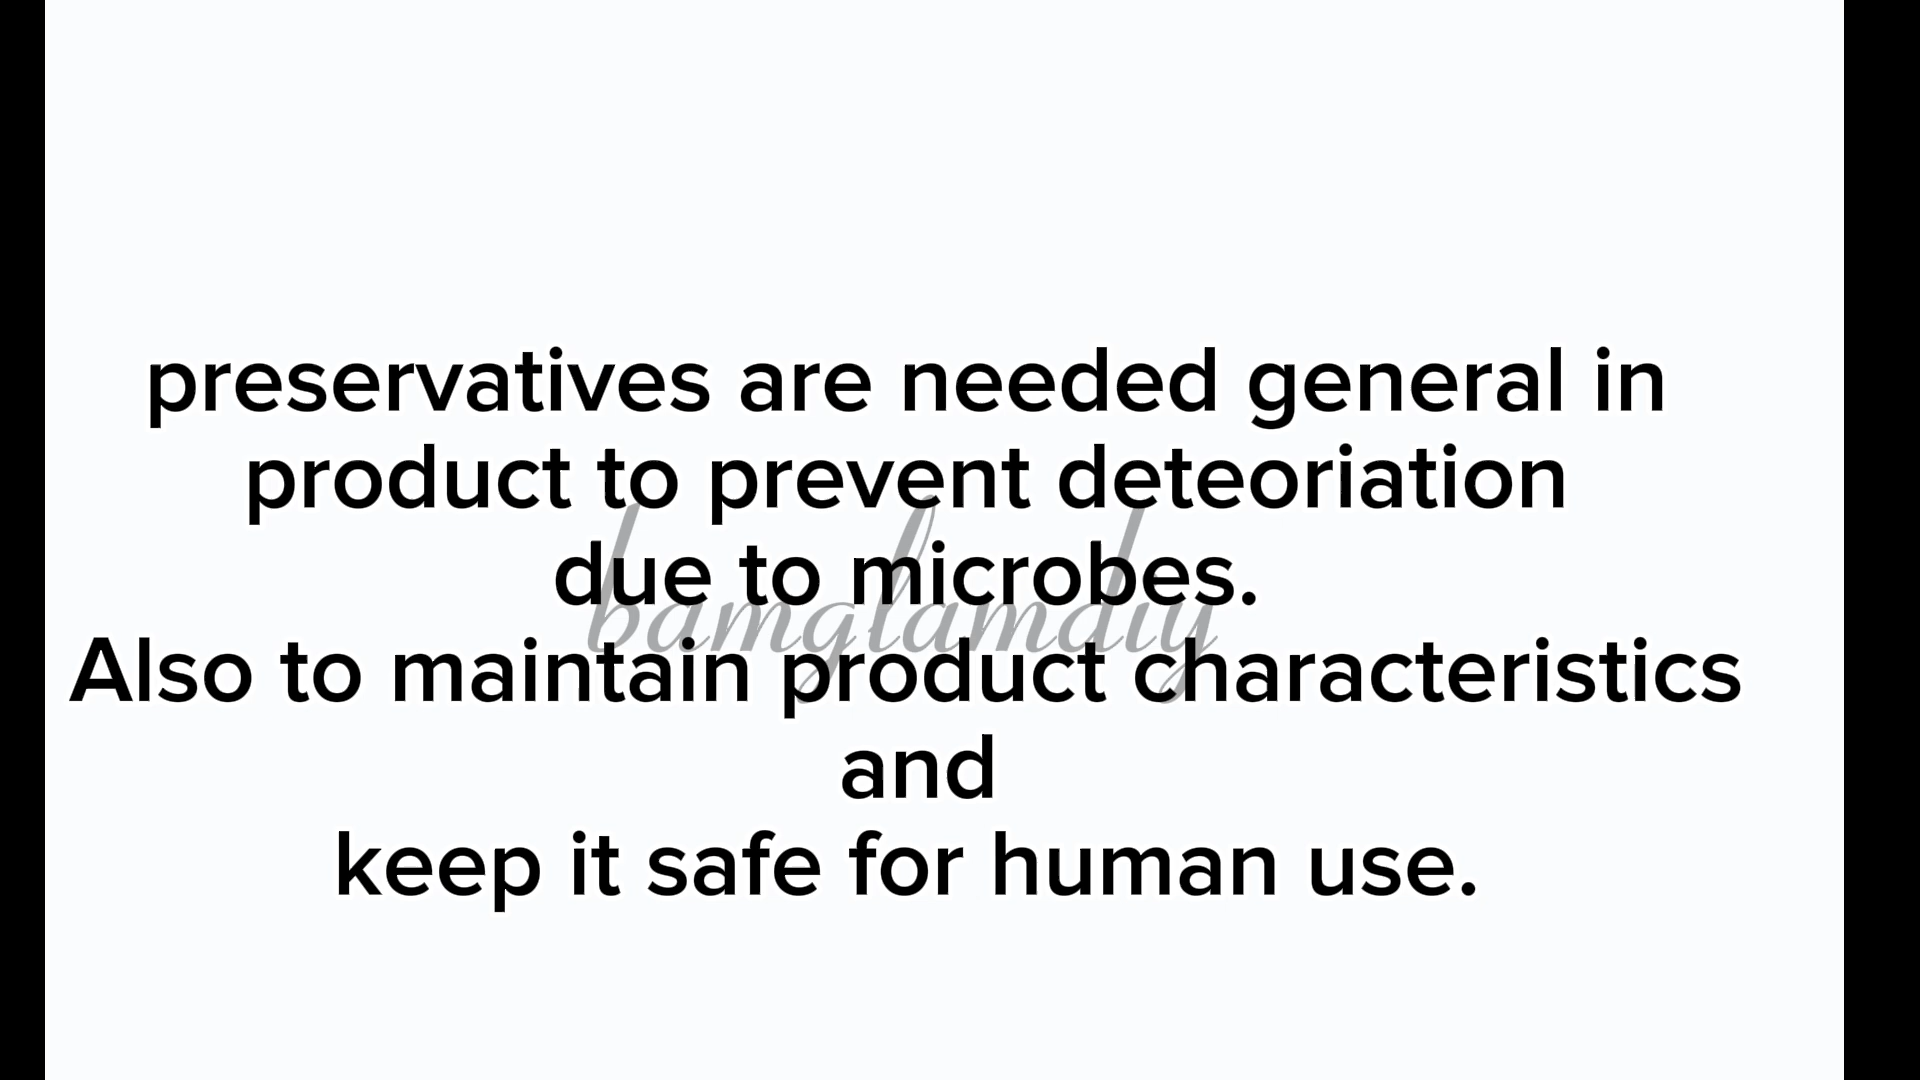 preservatives are needed general in
product to prevent deteoriation
due to microbes.
bamglamdiy
Also to maintain product characteristics
and
keep it safe for human use.